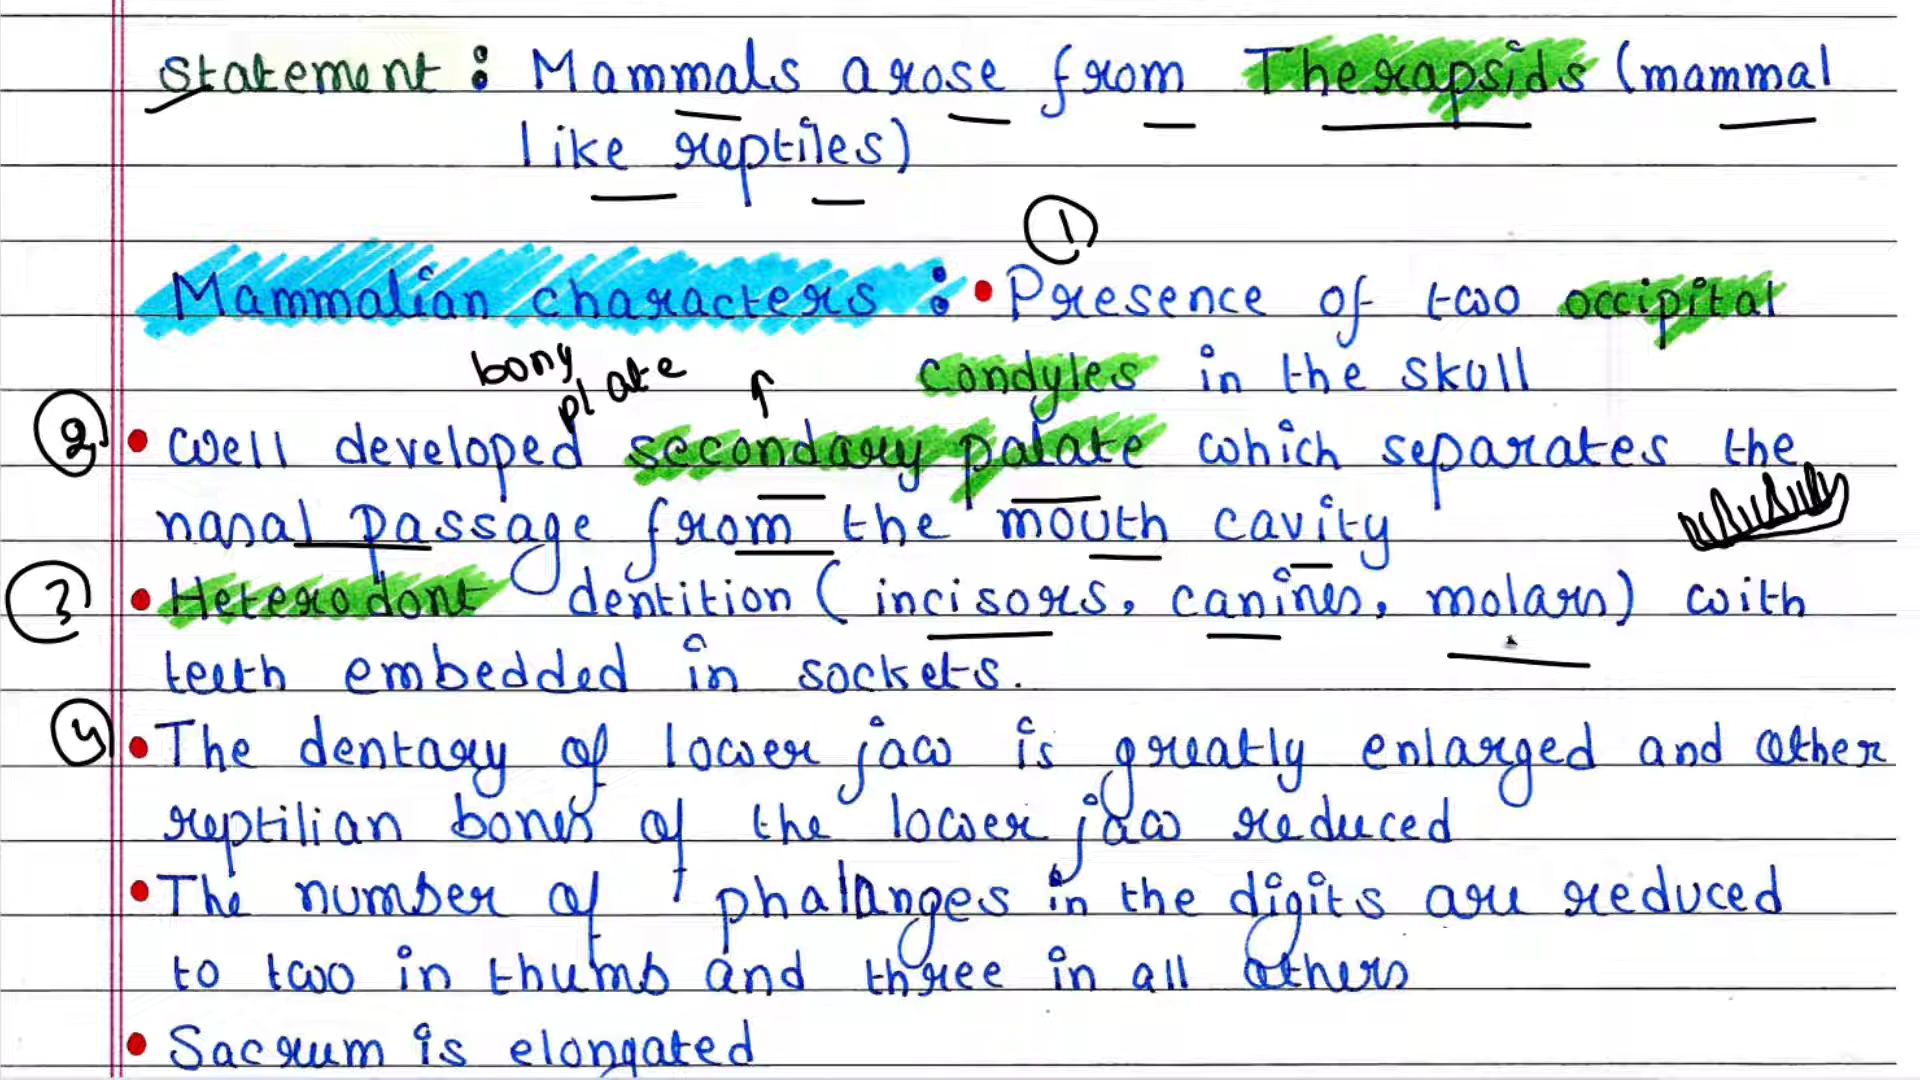 Statement : Mammals arose from Therapsids (mammal
like reptiles)
①
Mammalian characters : • Presence of two occipital
condyles in the skull
bony plate
② • Well developed secondary palate which separates the
nasal passage from the mouth cavity
③ • Heterodont dentition (incisors, canines, molars) with
teeth embedded in sockets.
④ • The dentary of lower jaw is greatly enlarged and other
reptilian bones of the lower jaw reduced
• The number of phalanges in the digits are reduced
to two in thumb and three in all others
• Sacrum is elongated